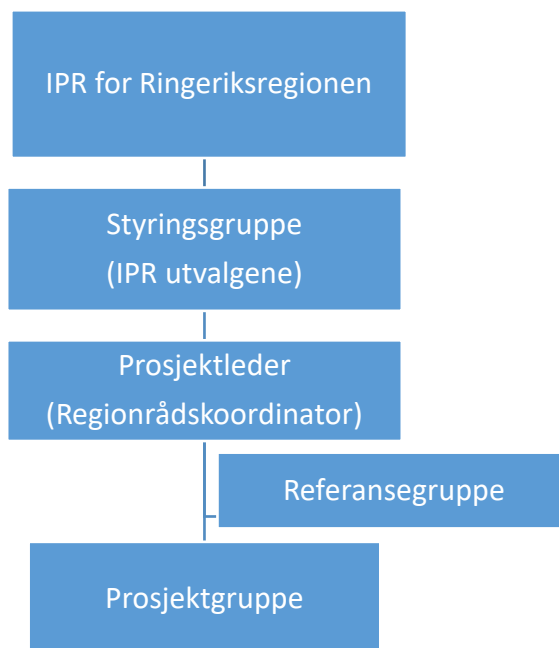 IPR for Ringeriksregionen
Styringsgruppe
(IPR utvalgene)
Prosjektleder
(Regionrådskoordinator)
Referansegruppe
Prosjektgruppe